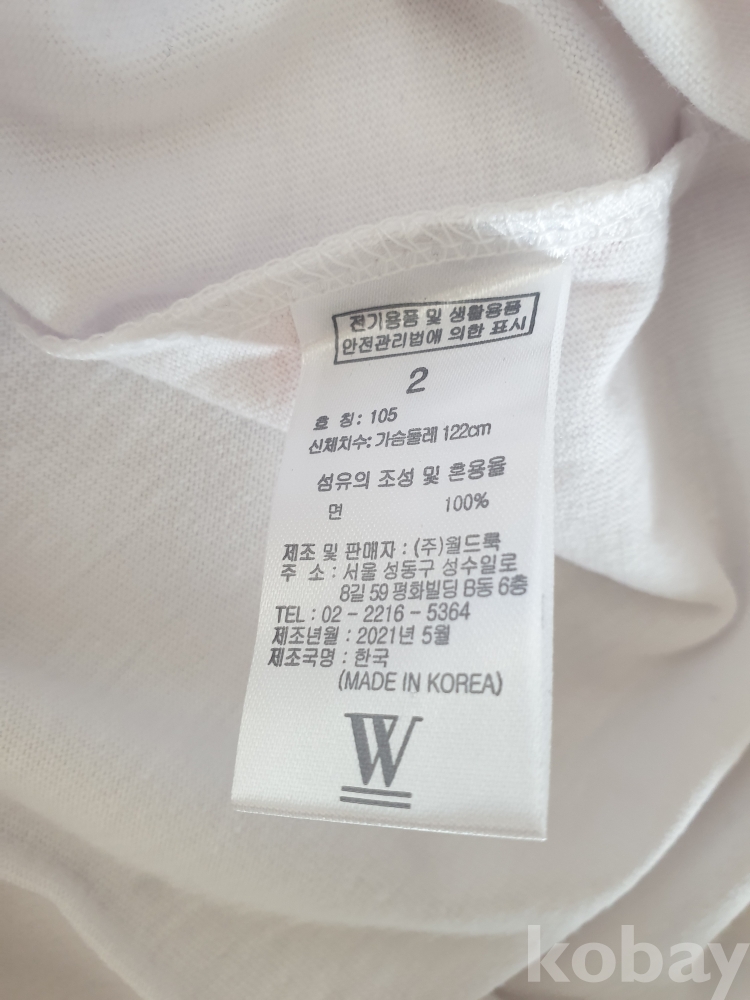 전기용품 및 생활용품
안전관리법에 의한 표시
2
호 칭: 105
신체치수: 가슴둘레 122cm
섬유의 조성 및 혼용율
면 100%
제조 및 판매자 : (주)월드룩
주 소 : 서울 성동구 성수일로
8길 59 평화빌딩 B동 6층
TEL : 02 - 2216 - 5364
제조년월 : 2021년 5월
제조국명 : 한국
(MADE IN KOREA)
W
kobay